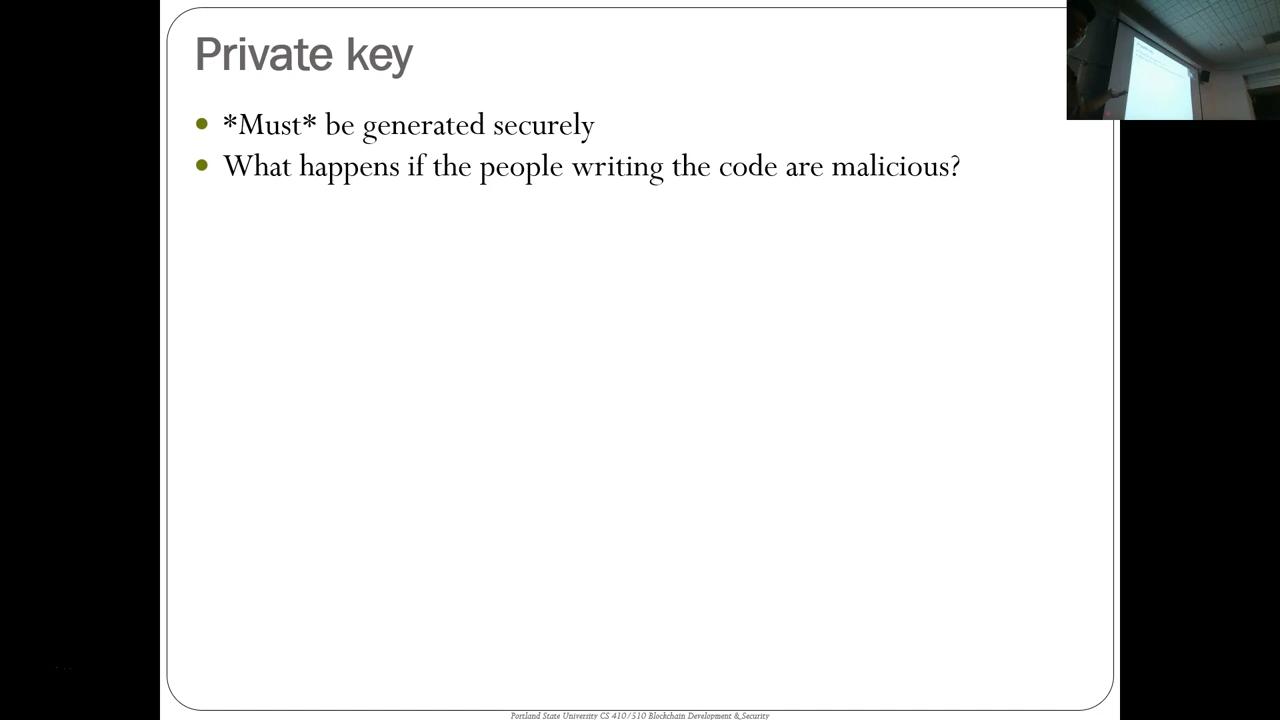 Private key
*Must* be generated securely
What happens if the people writing the code are malicious?
Portland State University CS 410/510 Blockchain Development & Security